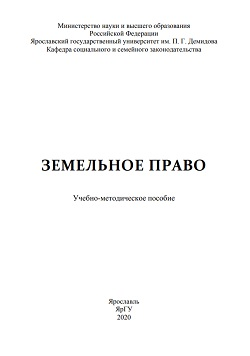 Министерство науки и высшего образования
Российской Федерации
Ярославский государственный университет им. П. Г. Демидова
Кафедра социального и семейного законодательства
ЗЕМЕЛЬНОЕ ПРАВО
Учебно-методическое пособие
Ярославль
ЯрГУ
2020